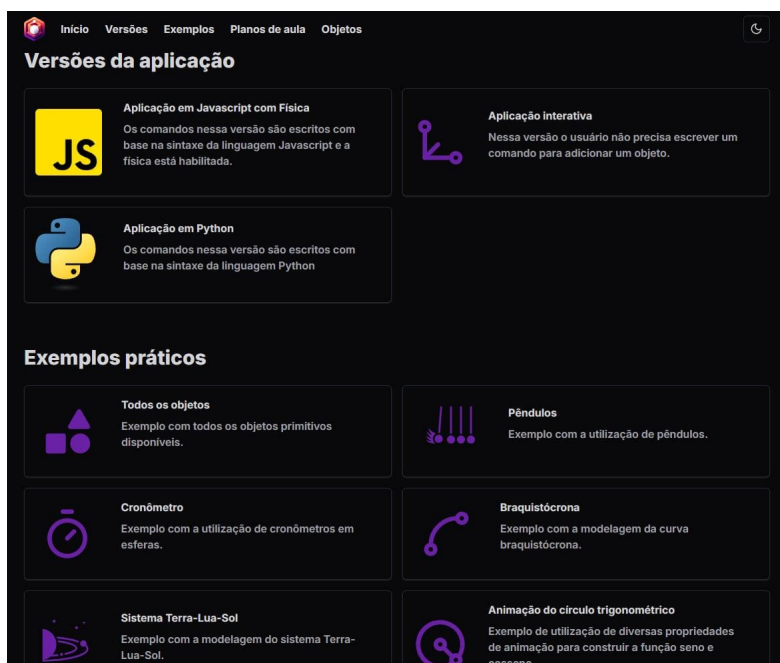 Início Versões Exemplos Planos de aula Objetos
Versões da aplicação
Aplicação em Javascript com Física
Os comandos nessa versão são escritos com
base na sintaxe da linguagem Javascript e a
física está habilitada.
JS
Aplicação interativa
Nessa versão o usuário não precisa escrever um
comando para adicionar um objeto.
Aplicação em Python
Os comandos nessa versão são escritos com
base na sintaxe da linguagem Python
Exemplos práticos
Todos os objetos
Exemplo com todos os objetos primitivos
disponíveis.
Pêndulos
Exemplo com a utilização de pêndulos.
Cronômetro
Exemplo com a utilização de cronômetros em
esferas.
Braquistócrona
Exemplo com a modelagem da curva
braquistócrona.
Sistema Terra-Lua-Sol
Exemplo com a modelagem do sistema Terra-
Lua-Sol.
Animação do círculo trigonométrico
Exemplo de utilização de diversas propriedades
de animação para construir a função seno e